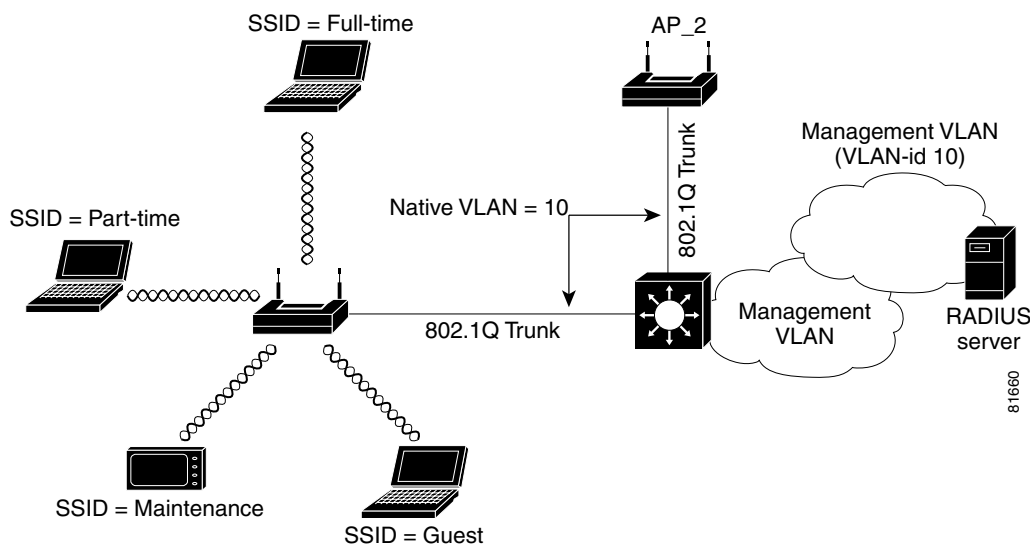 SSID = Full-time
AP_2
Management VLAN
(VLAN-id 10)
802.1Q Trunk
Native VLAN = 10
SSID = Part-time
802.1Q Trunk
Management
VLAN
RADIUS
server
81660
SSID = Maintenance
SSID = Guest